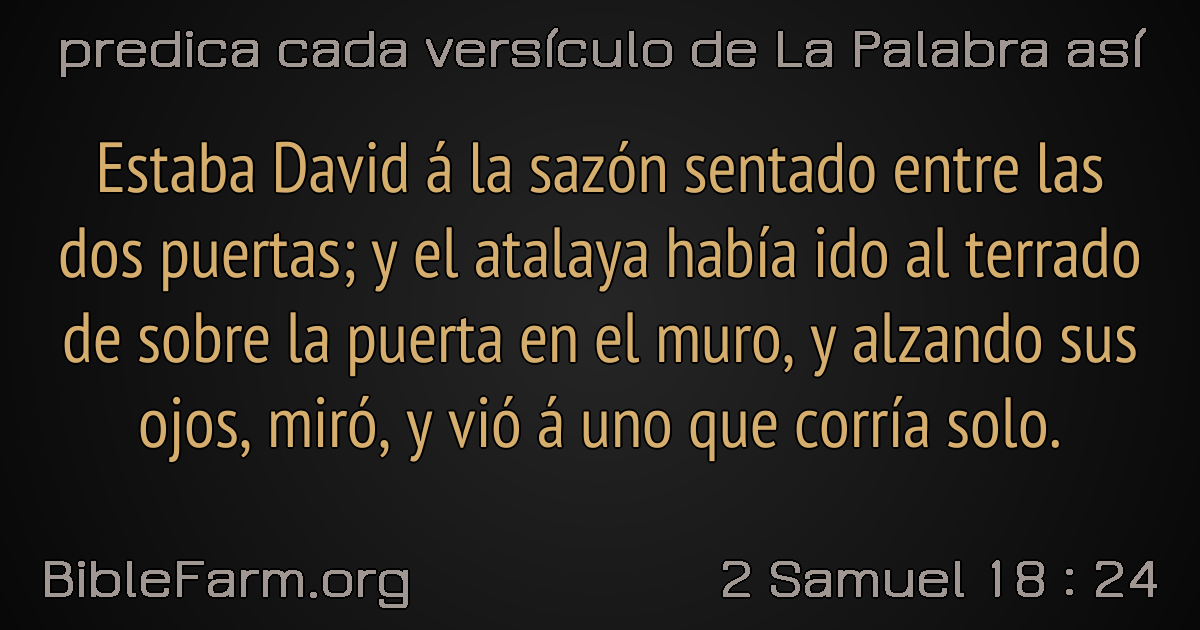 predica cada versículo de La Palabra así
Estaba David á la sazón sentado entre las
dos puertas; y el atalaya había ido al terrado
de sobre la puerta en el muro, y alzando sus
ojos, miró, y vió á uno que corría solo.
BibleFarm.org
2 Samuel 18 : 24